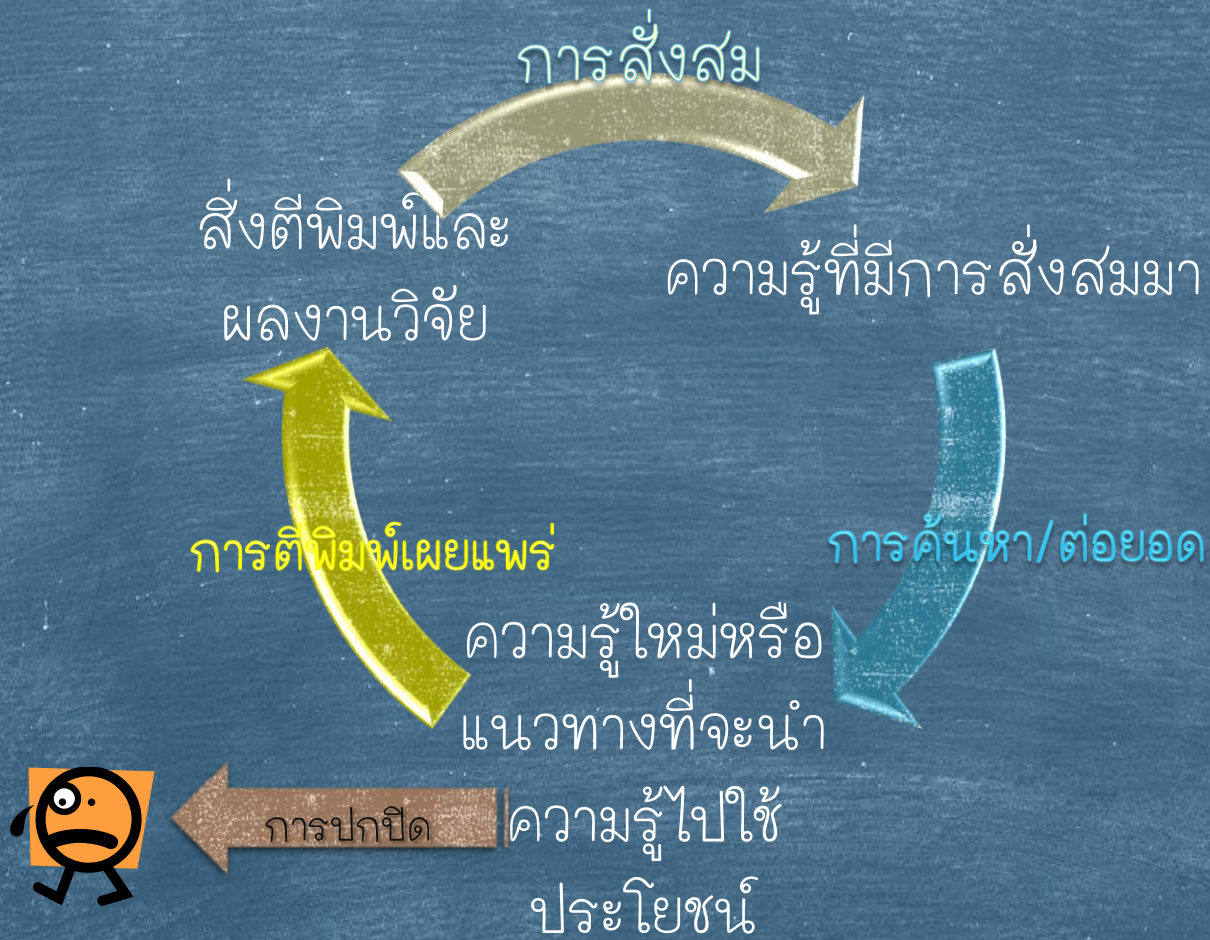 การสั่งสม
สิ่งตีพิมพ์และ
ผลงานวิจัย
ความรู้ที่มีการสั่งสมมา
การตีพิมพ์เผยแพร่
การค้นหา/ต่อยอด
ความรู้ใหม่หรือ
แนวทางที่จะนำ
ความรู้ไปใช้
ประโยชน์
การปกปิด